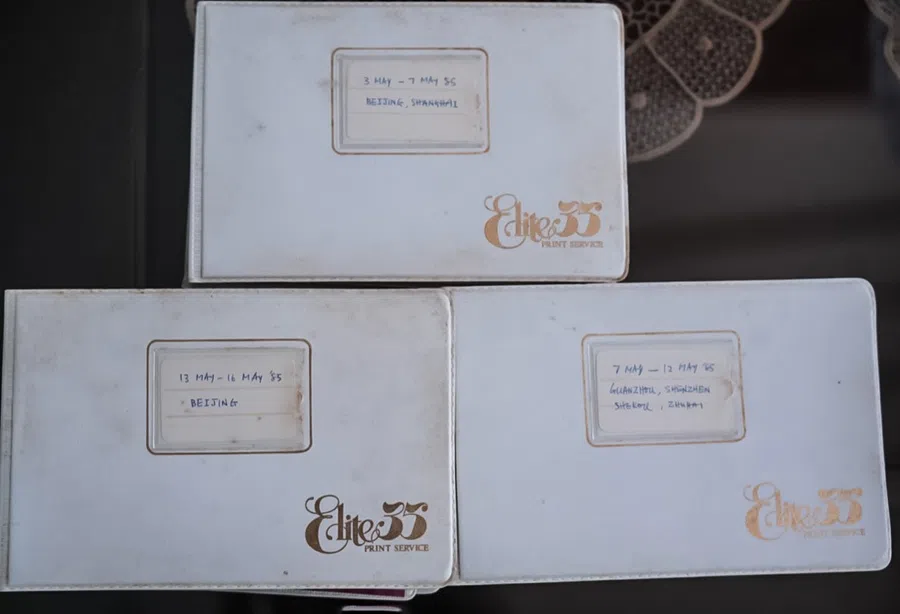 3 MAY - 7 MAY '85
BEIJING, SHANGHAI
Elite 35
PRINT SERVICE
13 MAY - 16 MAY '85
BEIJING
Elite 35
PRINT SERVICE
7 MAY - 12 MAY '85
GUANZHOU, SHENZHEN
SHEKOU, ZHUHAI
Elite 35
PRINT SERVICE